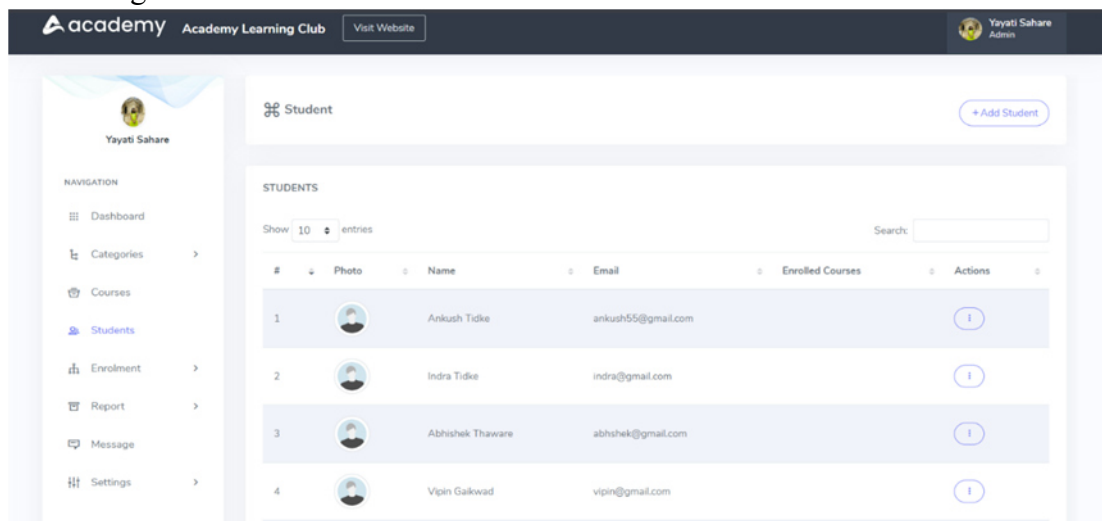 academy Academy Learning Club Visit Website
Yayati Sahare
Admin
Yayati Sahare
NAVIGATION
Dashboard
Categories
Courses
Students
Enrolment
Report
Message
Settings
Student
+ Add Student
STUDENTS
Show 10 entries
Search:
# Photo Name Email Enrolled Courses Actions
1 Ankush Tidke ankush55@gmail.com
2 Indra Tidke indra@gmail.com
3 Abhishek Thaware abhshek@gmail.com
4 Vipin Gaikwad vipin@gmail.com